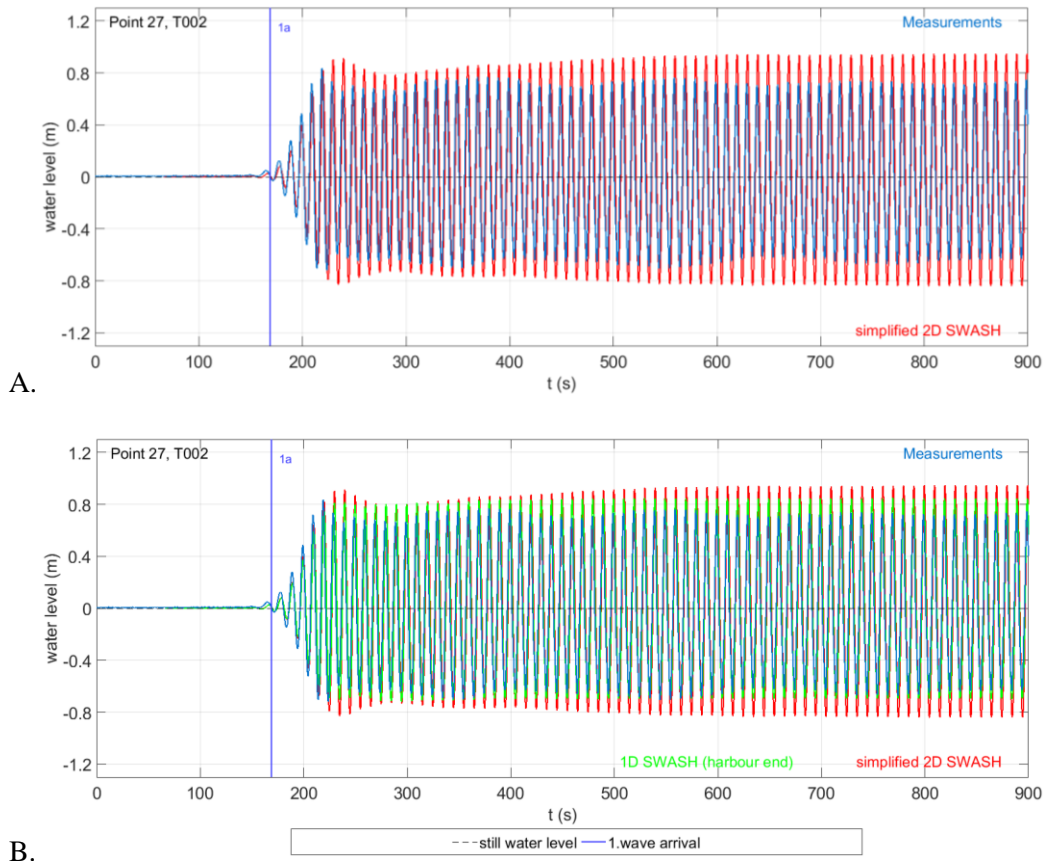 1.2
Point 27, T002
1a
Measurements
0.8
0.4
0
-0.4
-0.8
-1.2
water level (m)
simplified 2D SWASH
0 100 200 300 400 500 600 700 800 900
t (s)
A.
1.2
Point 27, T002
1a
Measurements
0.8
0.4
0
-0.4
-0.8
-1.2
water level (m)
1D SWASH (harbour end) simplified 2D SWASH
0 100 200 300 400 500 600 700 800 900
t (s)
B.
still water level 1.wave arrival